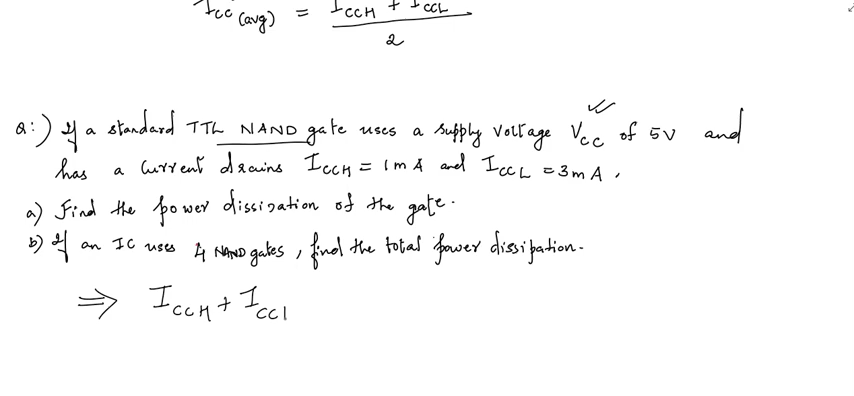 Icc (avg) = ICCH + ICCL
2
Q:) If a standard TTL NAND gate uses a supply voltage VCC of 5V and
has a current drains ICCH = 1mA and ICCL = 3mA.
a) Find the power dissipation of the gate.
b) If an IC uses 4 NAND gates, find the total power dissipation.
⇒ ICCH + ICCl